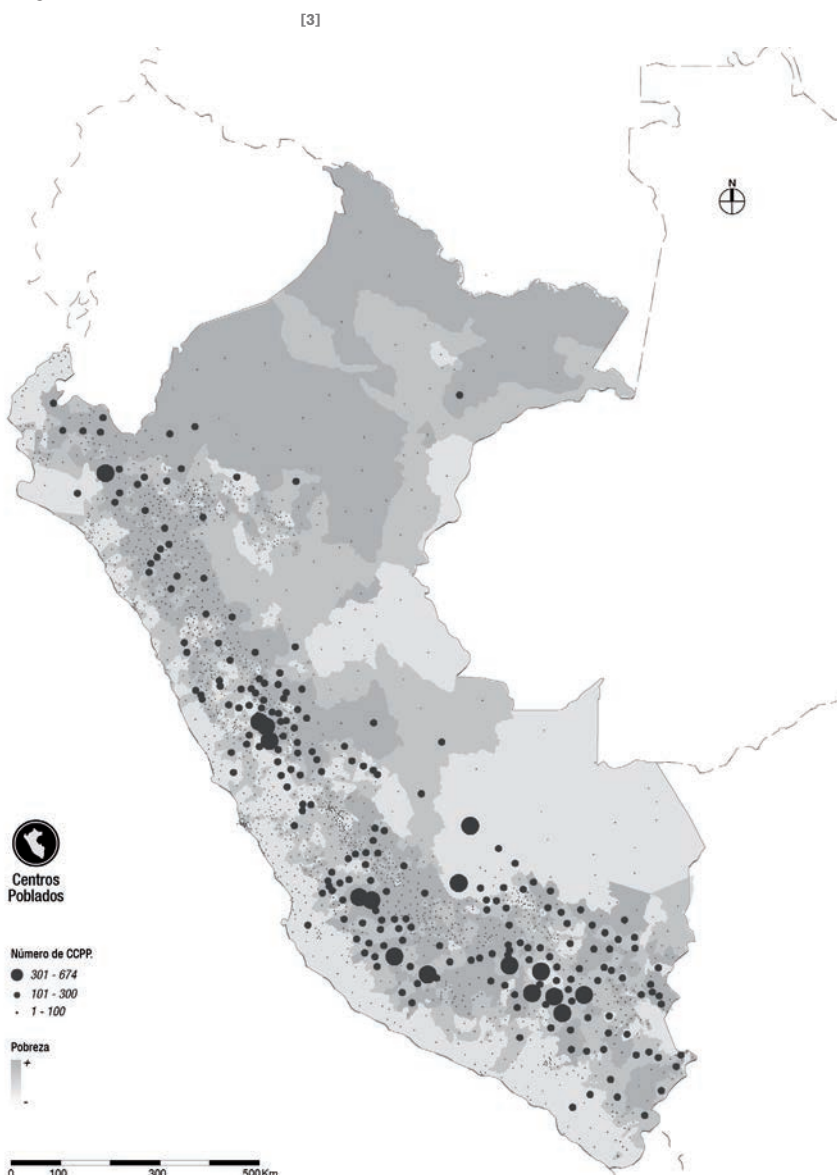 [3]
N
Centros
Poblados
Número de CCPP.
301 - 674
101 - 300
1 - 100
Pobreza
+
-
0 100 300 500 Km